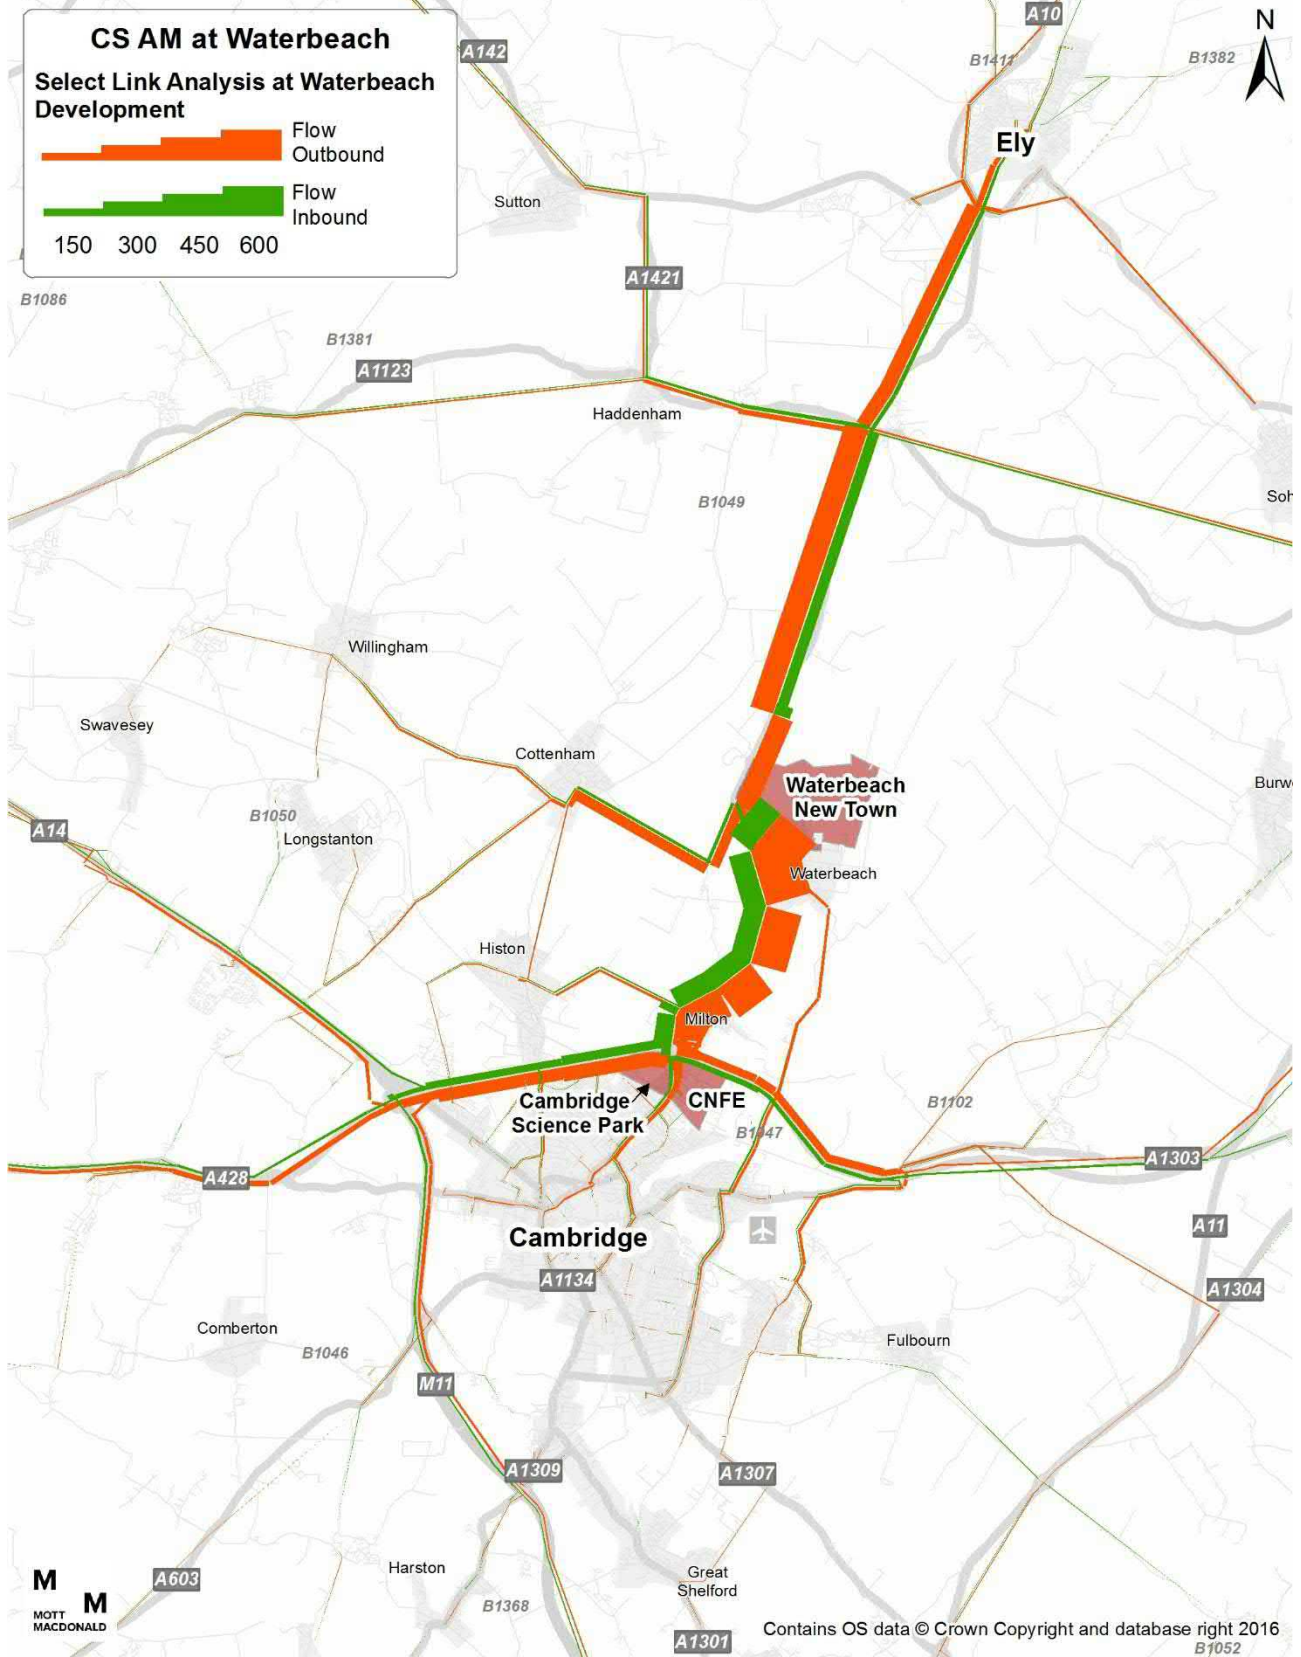 CS AM at Waterbeach
Select Link Analysis at Waterbeach
Development
Flow
Outbound
Flow
Inbound
150 300 450 600
N
A10
A142
B1411
B1382
Ely
Sutton
A1421
B1086
B1381
A1123
Haddenham
B1049
Soh
Willingham
Swavesey
Cottenham
Waterbeach
New Town
Burw
B1050
A14
Longstanton
Waterbeach
Histon
Milton
Cambridge
Science Park
CNFE
B1102
B1047
A1303
A428
A11
Cambridge
A1134
A1304
Comberton
Fulbourn
B1046
M11
A1309
A1307
Harston
Great
Shelford
A603
B1368
M
M
MOTT
MACDONALD
Contains OS data © Crown Copyright and database right 2016
A1301
B1052